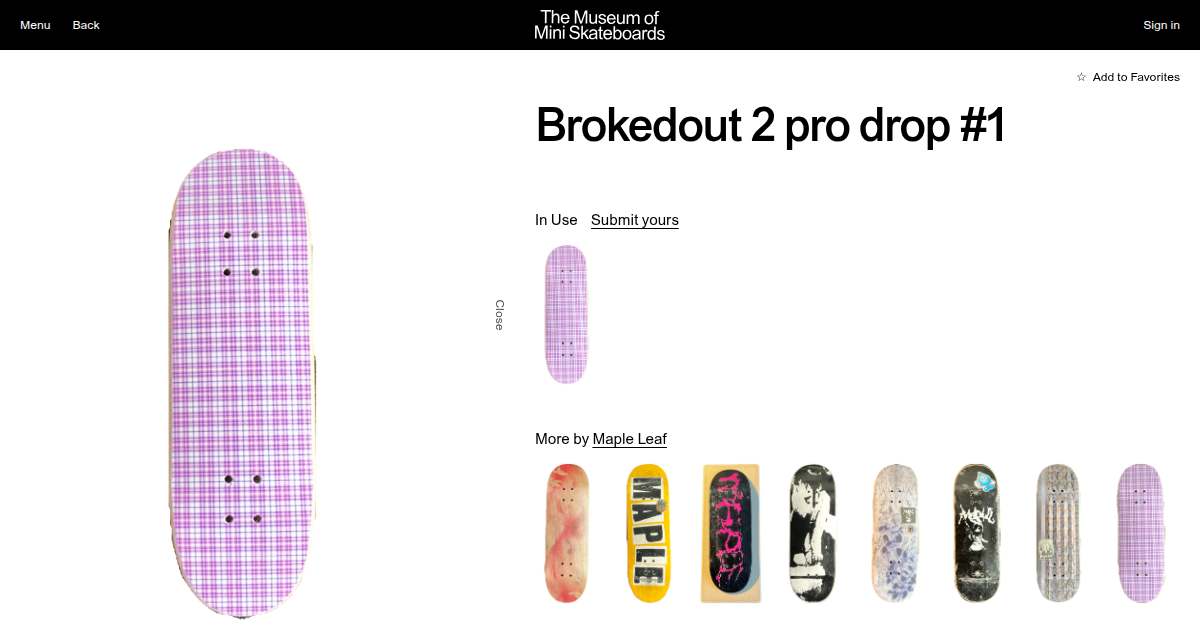 Menu
Back
The Museum of
Mini Skateboards
Sign in
☆ Add to Favorites
Brokedout 2 pro drop #1
In Use
Submit yours
Close
More by Maple Leaf
MAPLE